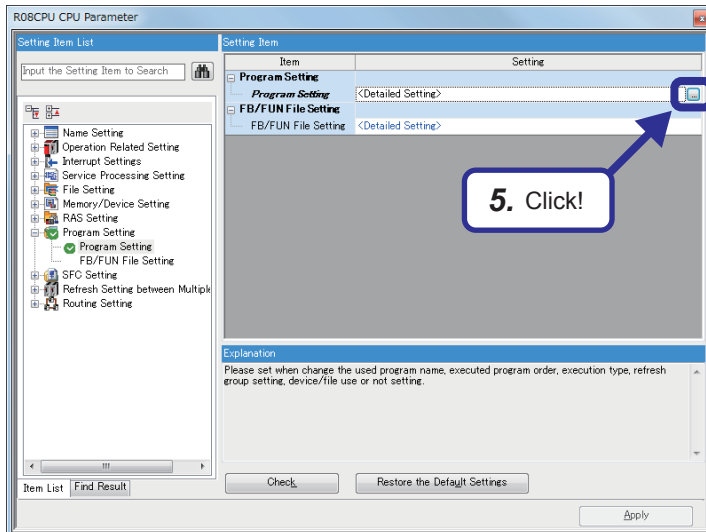 R08CPU CPU Parameter
Setting Item List
Input the Setting Item to Search
Name Setting
Operation Related Setting
Interrupt Settings
Service Processing Setting
File Setting
Memory/Device Setting
RAS Setting
Program Setting
Program Setting
FB/FUN File Setting
SFC Setting
Refresh Setting between Multiple
Routing Setting
Item List
Find Result
Setting Item
Item Setting
Program Setting
Program Setting <Detailed Setting>
FB/FUN File Setting
FB/FUN File Setting <Detailed Setting>
5. Click!
Explanation
Please set when change the used program name, executed program order, execution type, refresh
group setting, device/file use or not setting.
Check
Restore the Default Settings
Apply